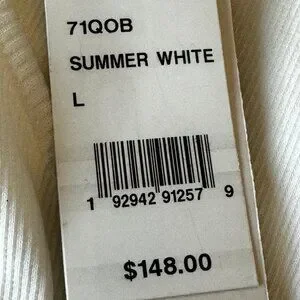 71QOB
SUMMER WHITE
L
1 92942 91257 9
$148.00